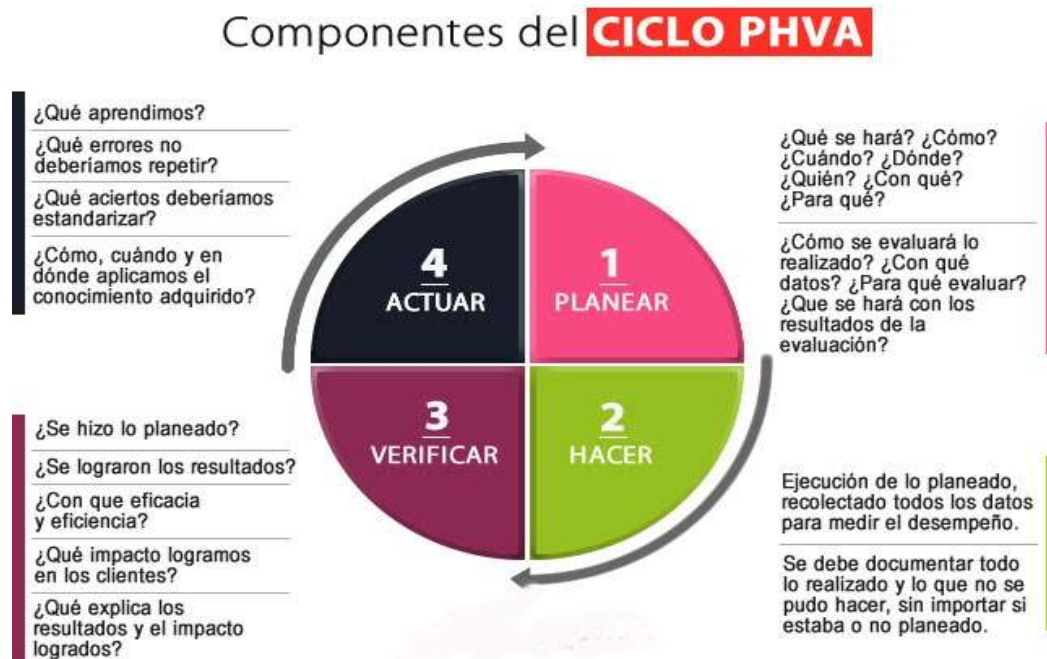 Componentes del CICLO PHVA
¿Qué aprendimos?
¿Qué errores no
deberíamos repetir?
¿Qué aciertos deberíamos
estandarizar?
¿Cómo, cuándo y en
dónde aplicamos el
conocimiento adquirido?
4
ACTUAR
1
PLANEAR
¿Qué se hará? ¿Cómo?
¿Cuándo? ¿Dónde?
¿Quién? ¿Con qué?
¿Para qué?
¿Cómo se evaluará lo
realizado? ¿Con qué
datos? ¿Para qué evaluar?
¿Que se hará con los
resultados de la
evaluación?
¿Se hizo lo planeado?
¿Se lograron los resultados?
¿Con que eficacia
y eficiencia?
¿Qué impacto logramos
en los clientes?
¿Qué explica los
resultados y el impacto
logrados?
3
VERIFICAR
2
HACER
Ejecución de lo planeado,
recolectado todos los datos
para medir el desempeño.
Se debe documentar todo
lo realizado y lo que no se
pudo hacer, sin importar si
estaba o no planeado.